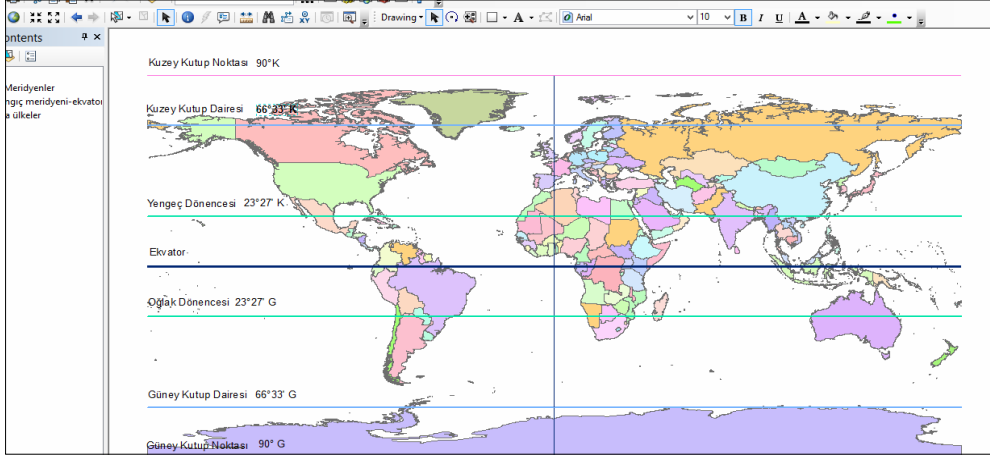 Drawing
Arial
10
B I U A
ontents
Meridyenler
ngıç meridyeni-ekvator
a ülkeler
Kuzey Kutup Noktası 90°K
Kuzey Kutup Dairesi 66°33' K
Yengeç Dönencesi 23°27' K
Ekvator
Oğlak Dönencesi 23°27' G
Güney Kutup Dairesi 66°33' G
Güney Kutup Noktası 90° G